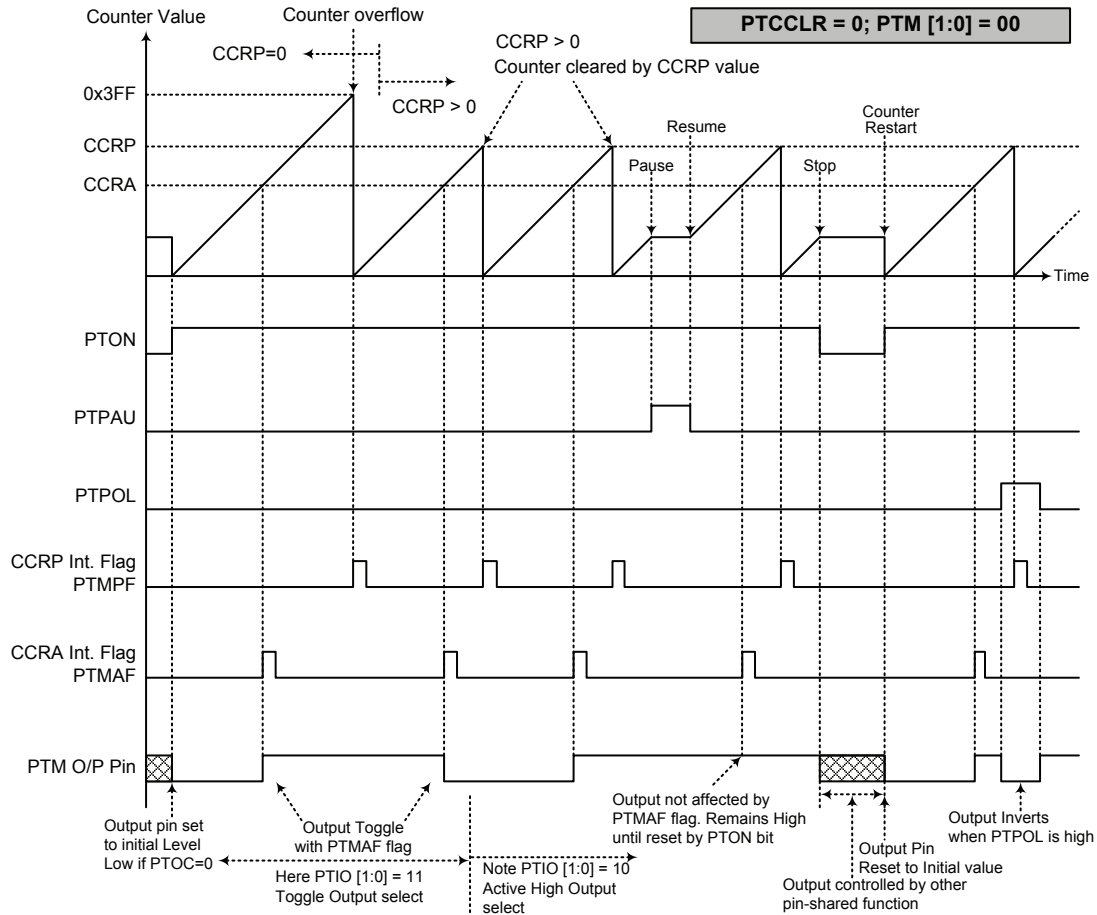 Counter Value
Counter overflow
PTCCLR = 0; PTM [1:0] = 00
CCRP=0
CCRP > 0
CCRP > 0
Counter cleared by CCRP value
0x3FF
CCRP
CCRA
Pause
Resume
Stop
Counter
Restart
Time
PTON
PTPAU
PTPOL
CCRP Int. Flag
PTMPF
CCRA Int. Flag
PTMAF
PTM O/P Pin
Output pin set
to initial Level
Low if PTOC=0
Output Toggle
with PTMAF flag
Here PTIO [1:0] = 11
Toggle Output select
Note PTIO [1:0] = 10
Active High Output
select
Output not affected by
PTMAF flag. Remains High
until reset by PTON bit
Output Pin
Reset to Initial value
Output controlled by other
pin-shared function
Output Inverts
when PTPOL is high